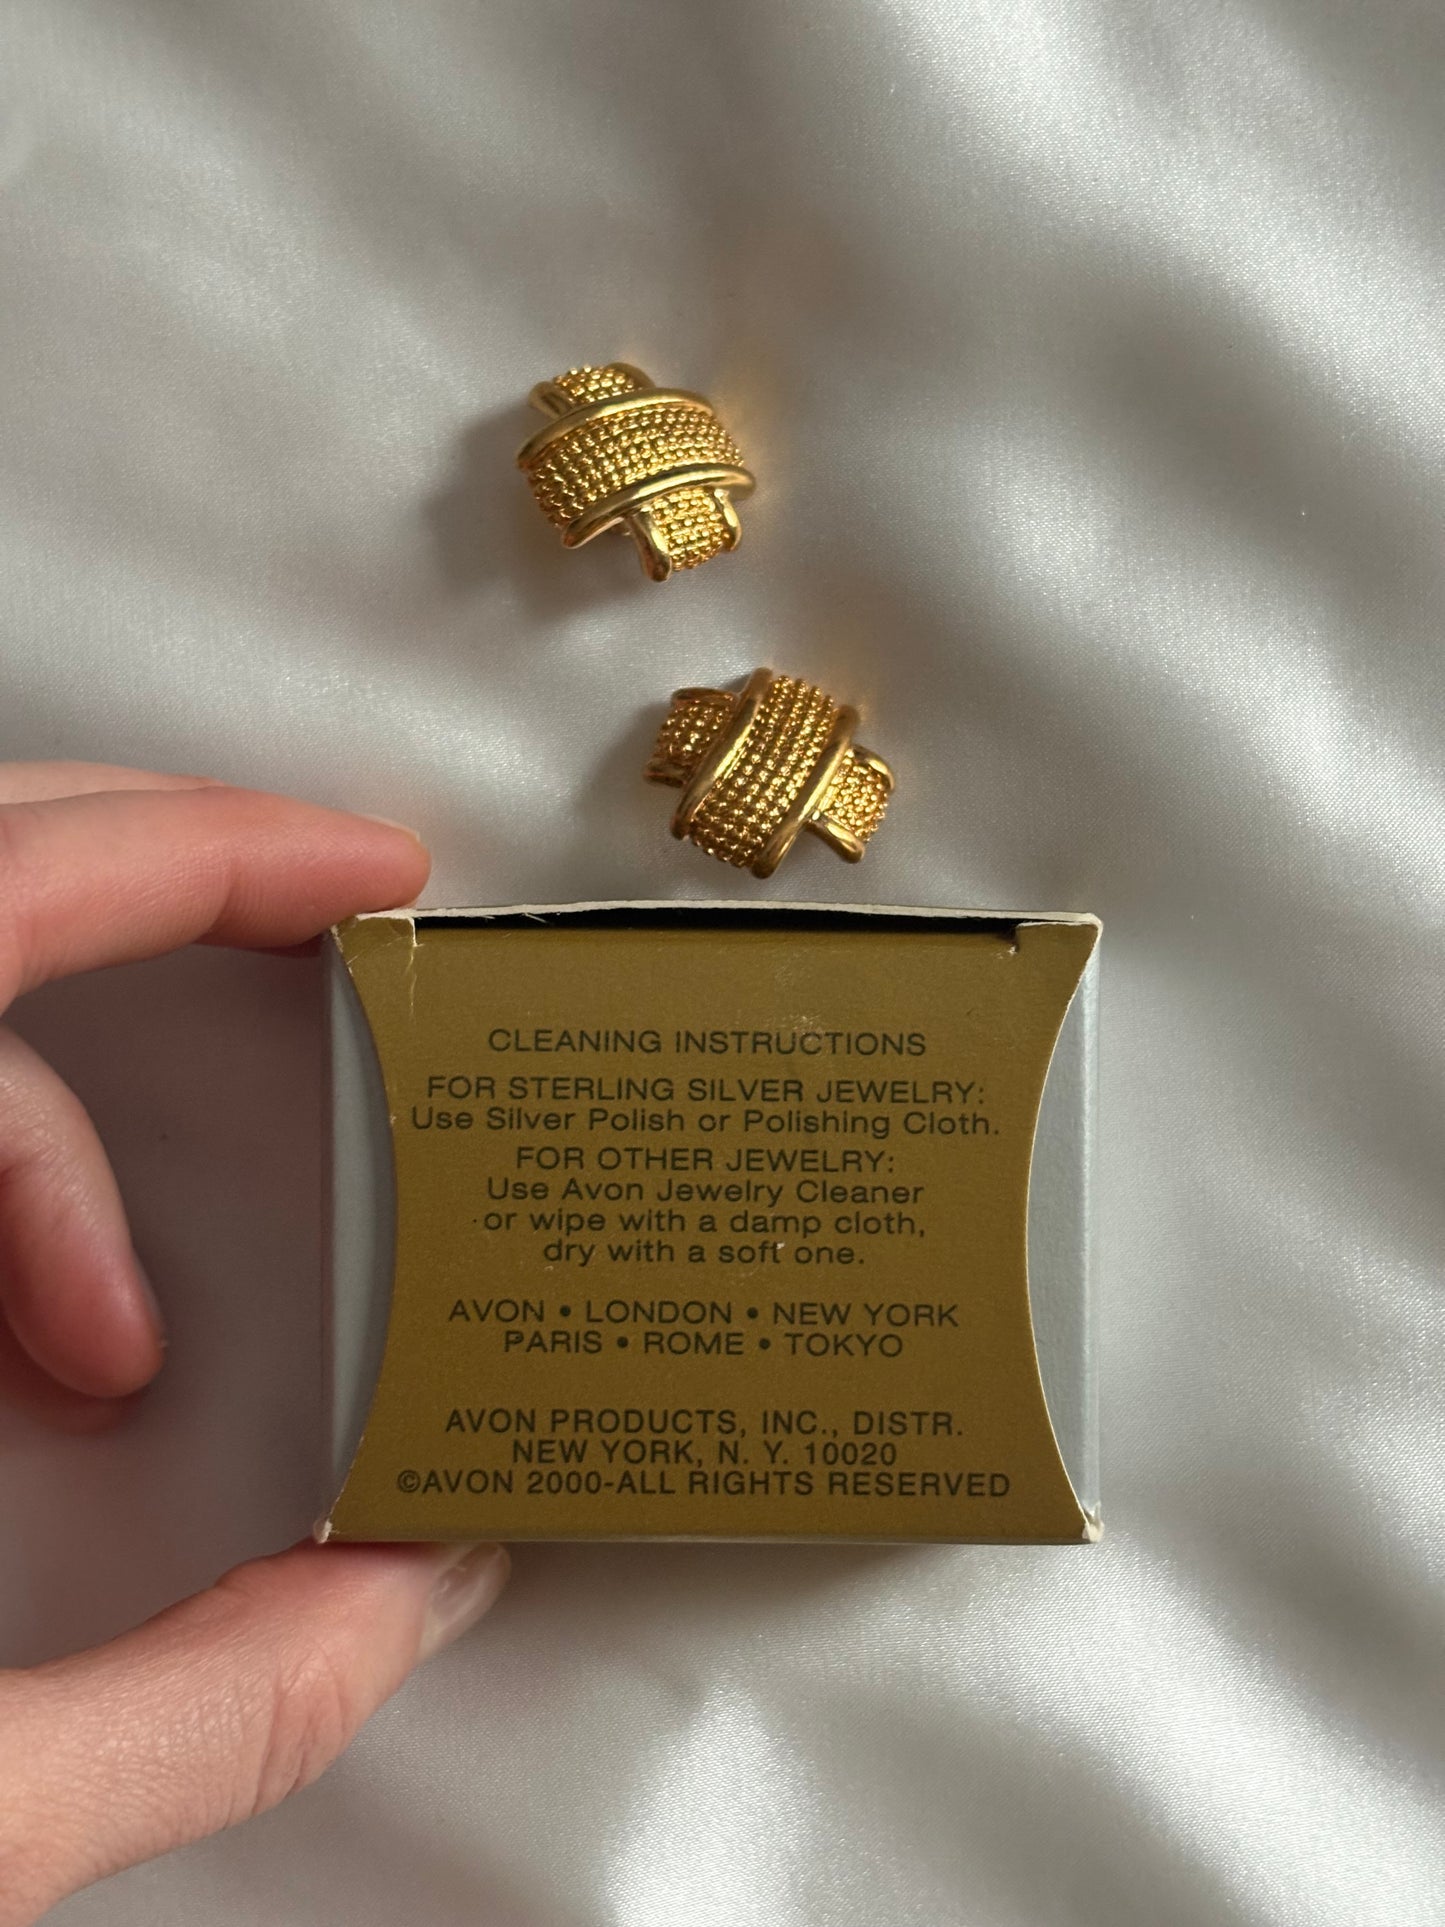 CLEANING INSTRUCTIONS
FOR STERLING SILVER JEWELRY:
Use Silver Polish or Polishing Cloth.
FOR OTHER JEWELRY:
Use Avon Jewelry Cleaner
or wipe with a damp cloth,
dry with a soft one.
AVON • LONDON • NEW YORK
PARIS • ROME • TOKYO
AVON PRODUCTS, INC., DISTR.
NEW YORK, N. Y. 10020
©AVON 2000-ALL RIGHTS RESERVED